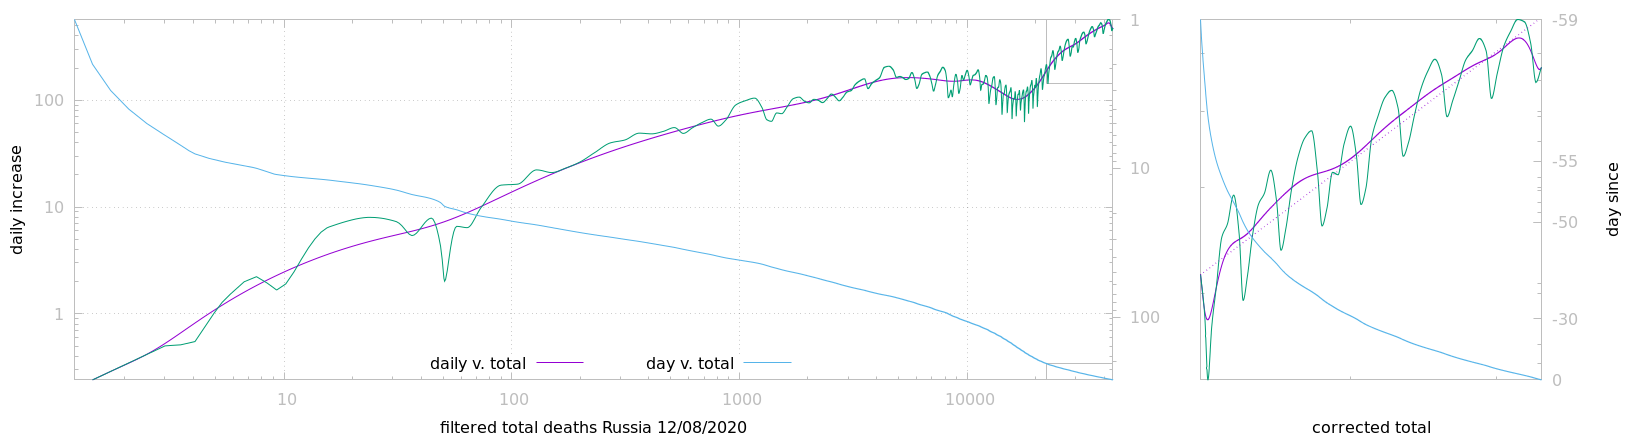 daily increase
100
10
1
daily v. total
day v. total
10
100
1000
10000
filtered total deaths Russia 12/08/2020
1
10
100
-59
-55
-50
-30
0
day since
corrected total